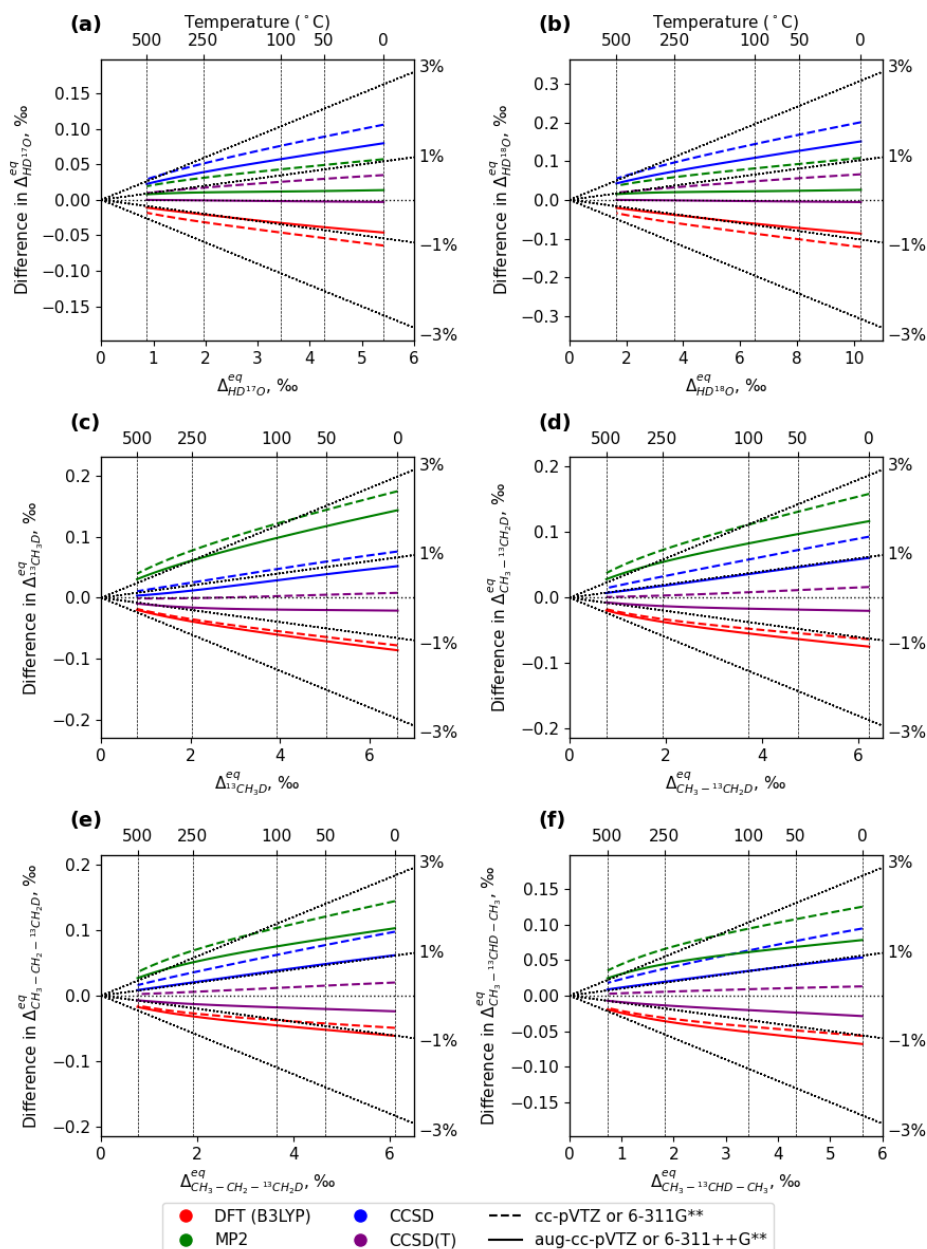 (a) Temperature (°C)
500 250 100 50 0
Difference in Δ^eq_HD17O, ‰
0.15
0.10
0.05
0.00
−0.05
−0.10
−0.15
3%
1%
−1%
−3%
0 1 2 3 4 5 6
Δ^eq_HD17O, ‰
(b) Temperature (°C)
500 250 100 50 0
Difference in Δ^eq_HD18O, ‰
0.3
0.2
0.1
0.0
−0.1
−0.2
−0.3
3%
1%
−1%
−3%
0 2 4 6 8 10
Δ^eq_HD18O, ‰
(c)
500 250 100 50 0
Difference in Δ^eq_13CH3D, ‰
0.2
0.1
0.0
−0.1
−0.2
3%
1%
−1%
−3%
0 2 4 6
Δ^eq_13CH3D, ‰
(d)
500 250 100 50 0
Difference in Δ^eq_CH3−13CH2D, ‰
0.2
0.1
0.0
−0.1
−0.2
3%
1%
−1%
−3%
0 2 4 6
Δ^eq_CH3−13CH2D, ‰
(e)
500 250 100 50 0
Difference in Δ^eq_CH3−CH2−13CH2D, ‰
0.2
0.1
0.0
−0.1
−0.2
3%
1%
−1%
−3%
0 2 4 6
Δ^eq_CH3−CH2−13CH2D, ‰
(f)
500 250 100 50 0
Difference in Δ^eq_CH3−13CHD−CH3, ‰
0.15
0.10
0.05
0.00
−0.05
−0.10
−0.15
3%
1%
−1%
−3%
0 1 2 3 4 5 6
Δ^eq_CH3−13CHD−CH3, ‰
DFT (B3LYP) CCSD cc-pVTZ or 6-311G**
MP2 CCSD(T) aug-cc-pVTZ or 6-311++G**